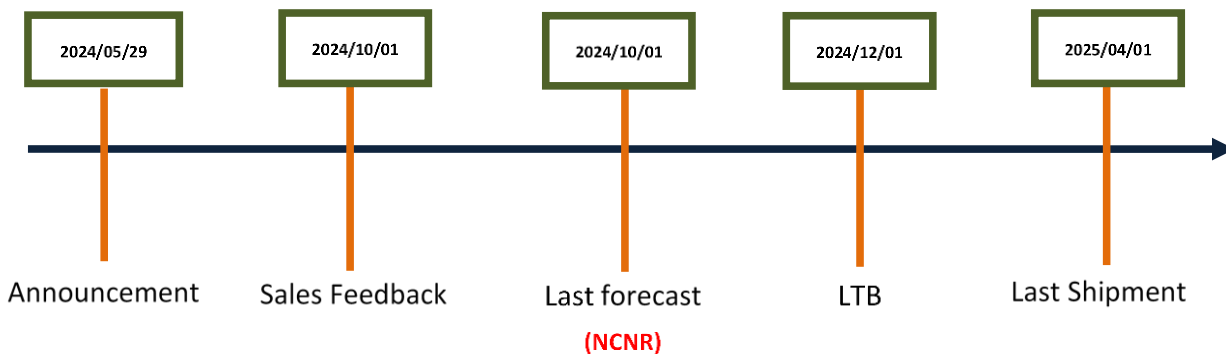 2024/05/29
2024/10/01
2024/10/01
2024/12/01
2025/04/01
Announcement
Sales Feedback
Last forecast
(NCNR)
LTB
Last Shipment